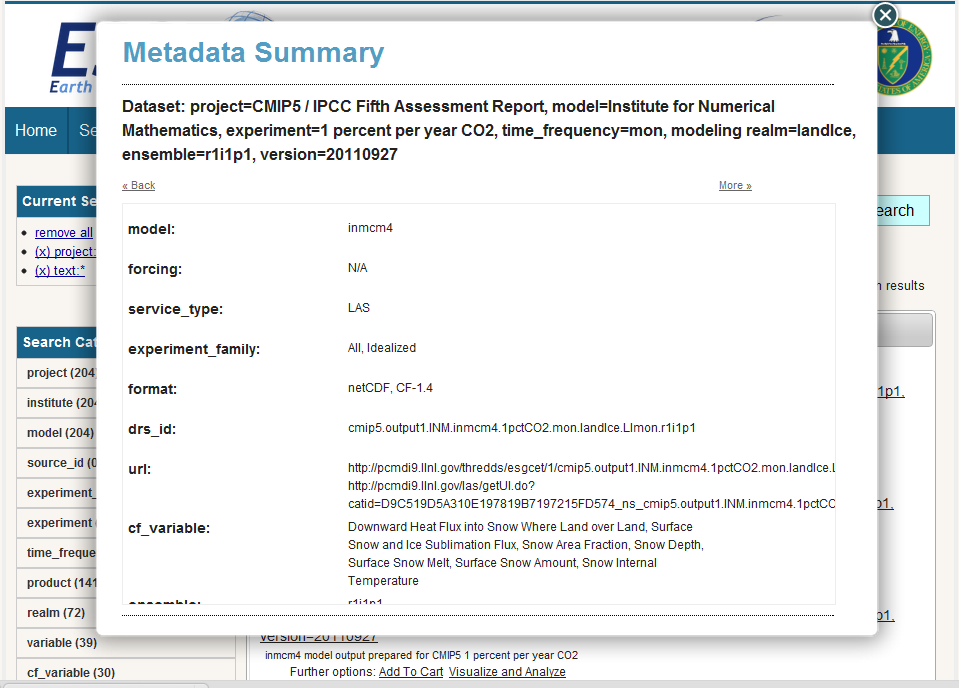 Metadata Summary
Dataset: project=CMIP5 / IPCC Fifth Assessment Report, model=Institute for Numerical
Mathematics, experiment=1 percent per year CO2, time_frequency=mon, modeling realm=landIce,
ensemble=r1i1p1, version=20110927
« Back More »
model: inmcm4
forcing: N/A
service_type: LAS
experiment_family: All, Idealized
format: netCDF, CF-1.4
drs_id: cmip5.output1.INM.inmcm4.1pctCO2.mon.landIce.LImon.r1i1p1
url: http://pcmdi9.llnl.gov/thredds/esgcet/1/cmip5.output1.INM.inmcm4.1pctCO2.mon.landIce.L
http://pcmdi9.llnl.gov/las/getUI.do?
catid=D9C519D5A310E197819B7197215FD574_ns_cmip5.output1.INM.inmcm4.1pctCO
cf_variable: Downward Heat Flux into Snow Where Land over Land, Surface
Snow and Ice Sublimation Flux, Snow Area Fraction, Snow Depth,
Surface Snow Melt, Surface Snow Amount, Snow Internal
Temperature
ensemble: r1i1p1
Earth
Home Se
Current Se
remove all
(x) project:
(x) text:*
earch
results
Search Cat
project (204)
institute (204
model (204)
source_id (0
experiment_
experiment
time_freque
product (141
realm (72)
variable (39)
cf_variable (30)
1p1,
1,
p1,
version=20110927
inmcm4 model output prepared for CMIP5 1 percent per year CO2
Further options: Add To Cart Visualize and Analyze